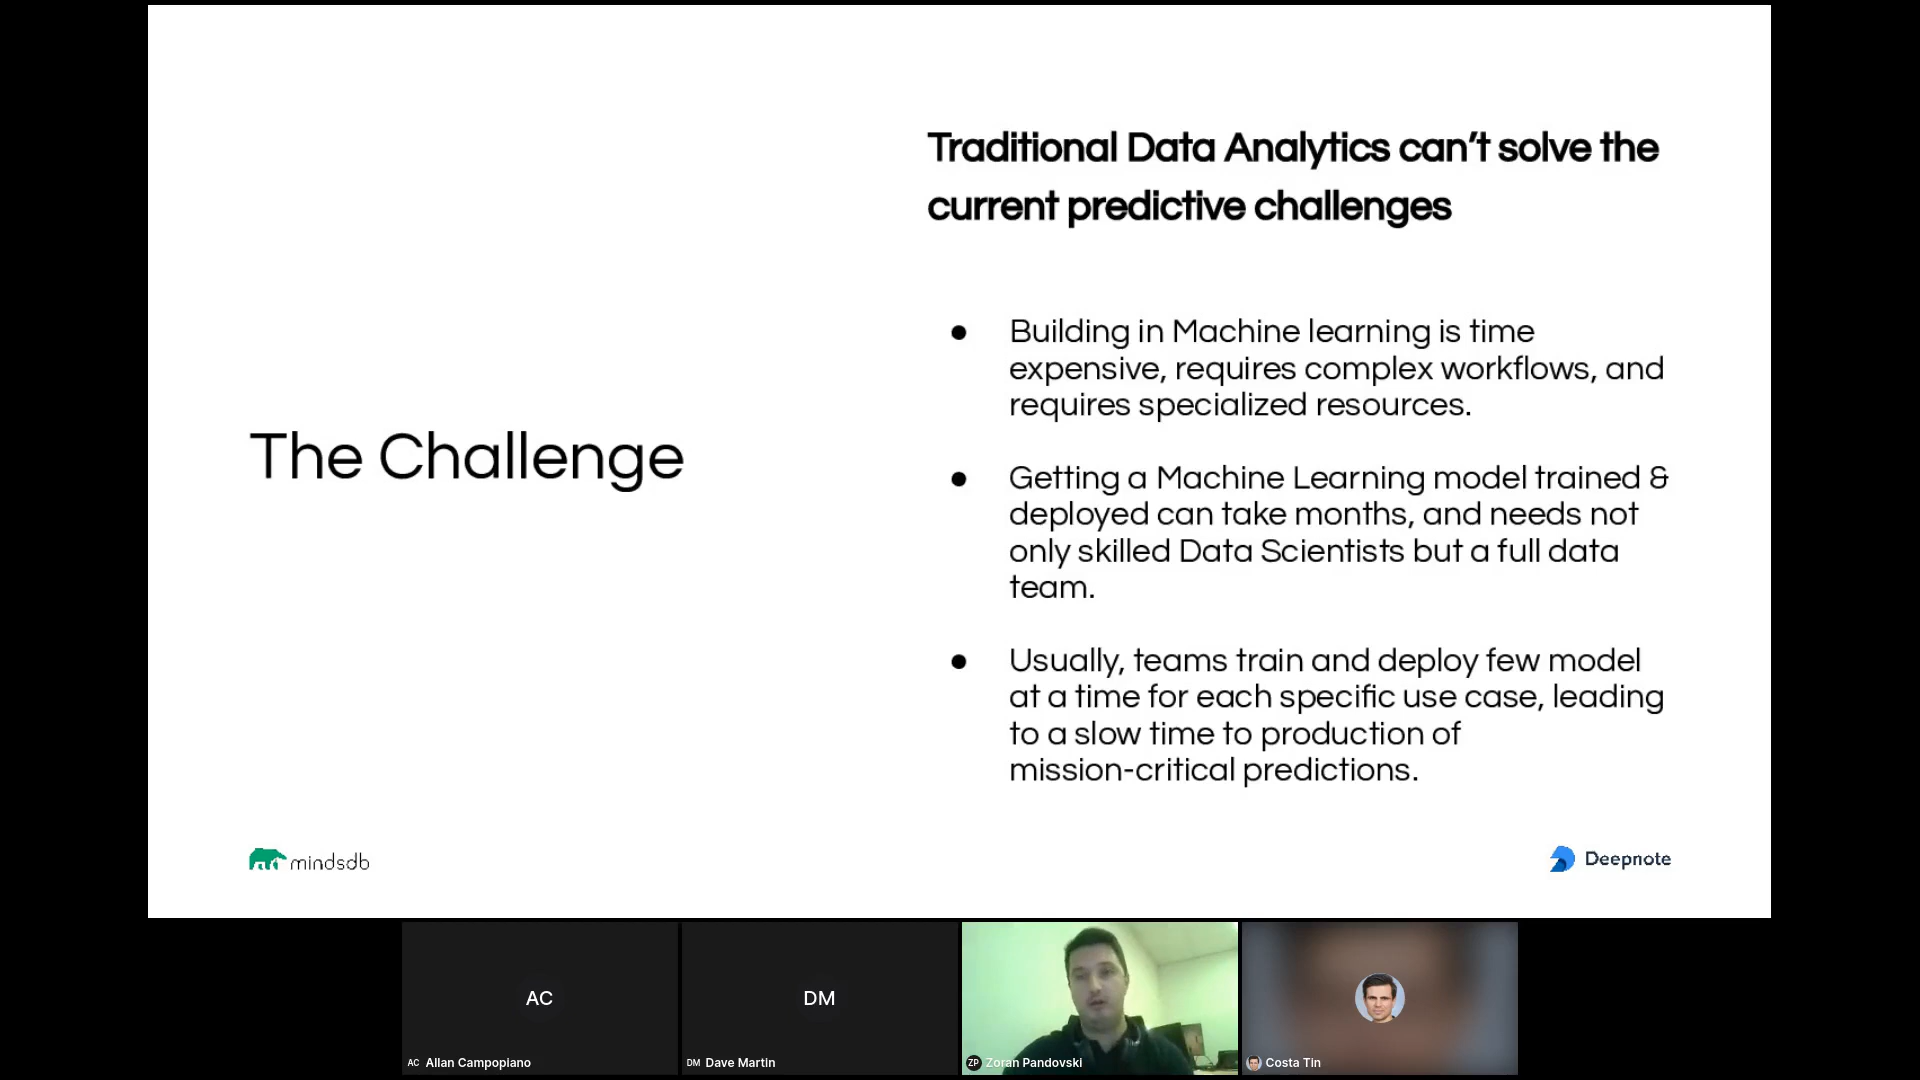 The Challenge
Traditional Data Analytics can’t solve the
current predictive challenges
● Building in Machine learning is time
expensive, requires complex workflows, and
requires specialized resources.
● Getting a Machine Learning model trained &
deployed can take months, and needs not
only skilled Data Scientists but a full data
team.
● Usually, teams train and deploy few model
at a time for each specific use case, leading
to a slow time to production of
mission-critical predictions.
mindsdb
Deepnote
AC
DM
AC Allan Campopiano
DM Dave Martin
ZP Zoran Pandovski
Costa Tin